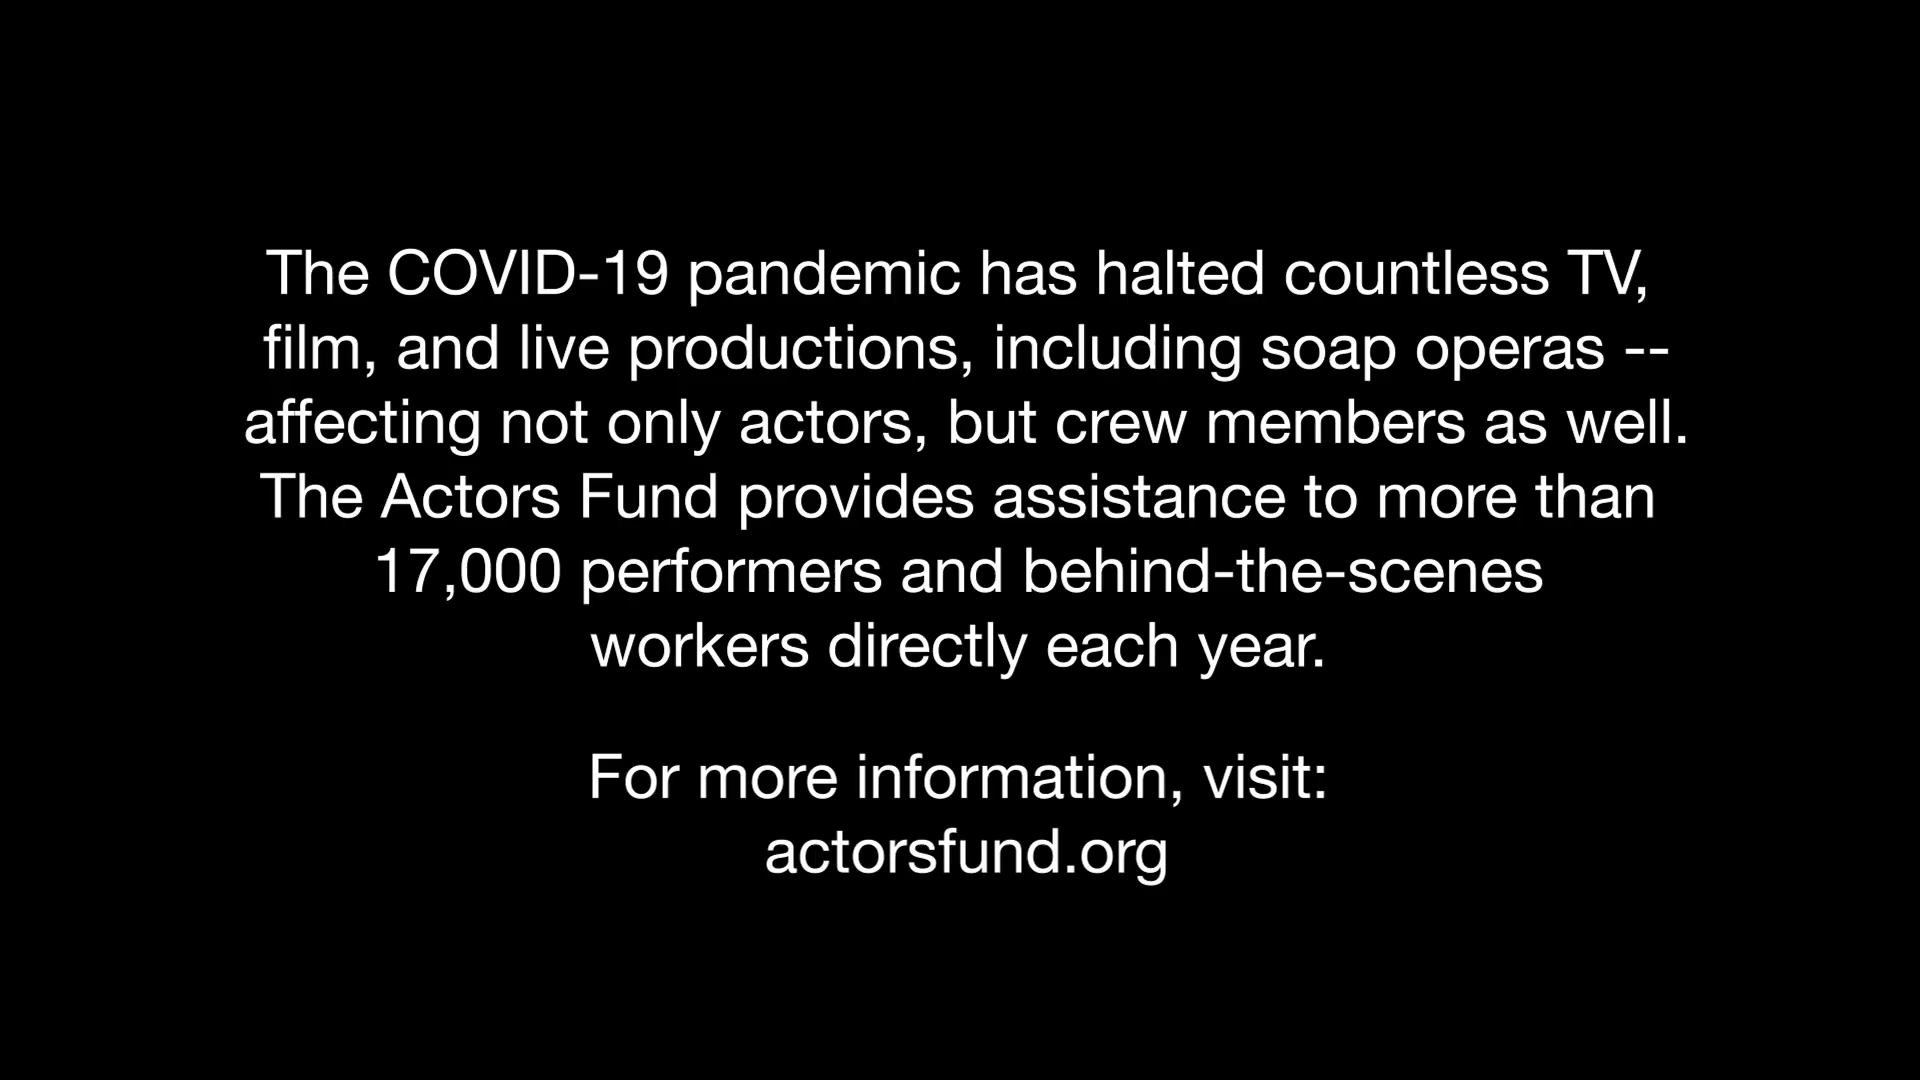 The COVID-19 pandemic has halted countless TV,
film, and live productions, including soap operas --
affecting not only actors, but crew members as well.
The Actors Fund provides assistance to more than
17,000 performers and behind-the-scenes
workers directly each year.
For more information, visit:
actorsfund.org